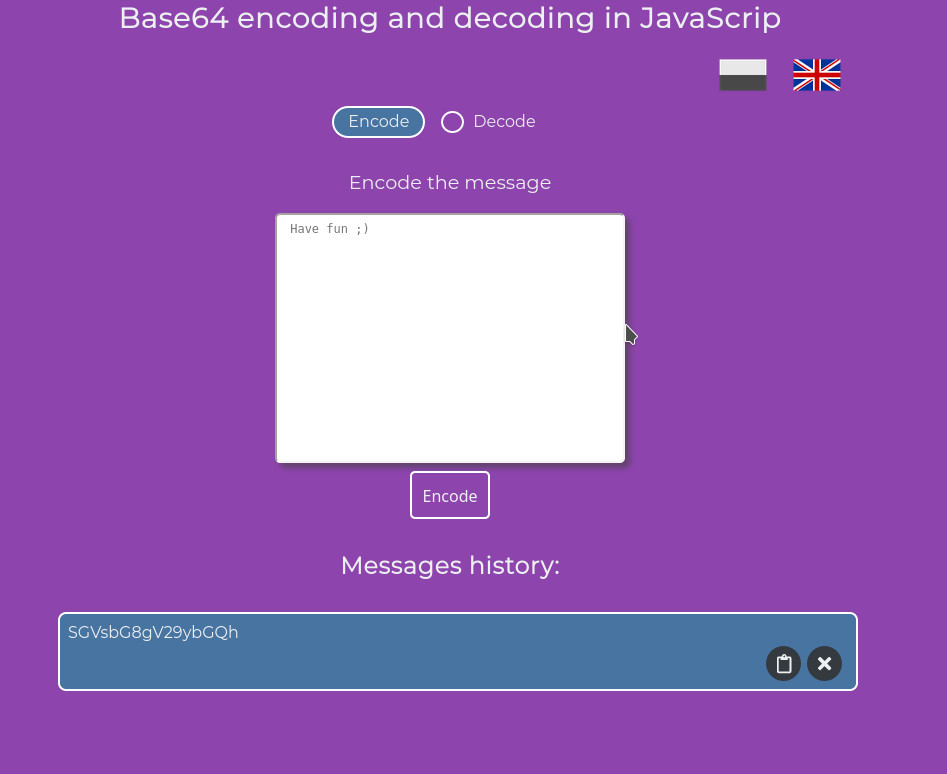 Base64 encoding and decoding in JavaScrip
Encode Decode
Encode the message
Have fun ;)
Encode
Messages history:
SGVsbG8gV29ybGQh